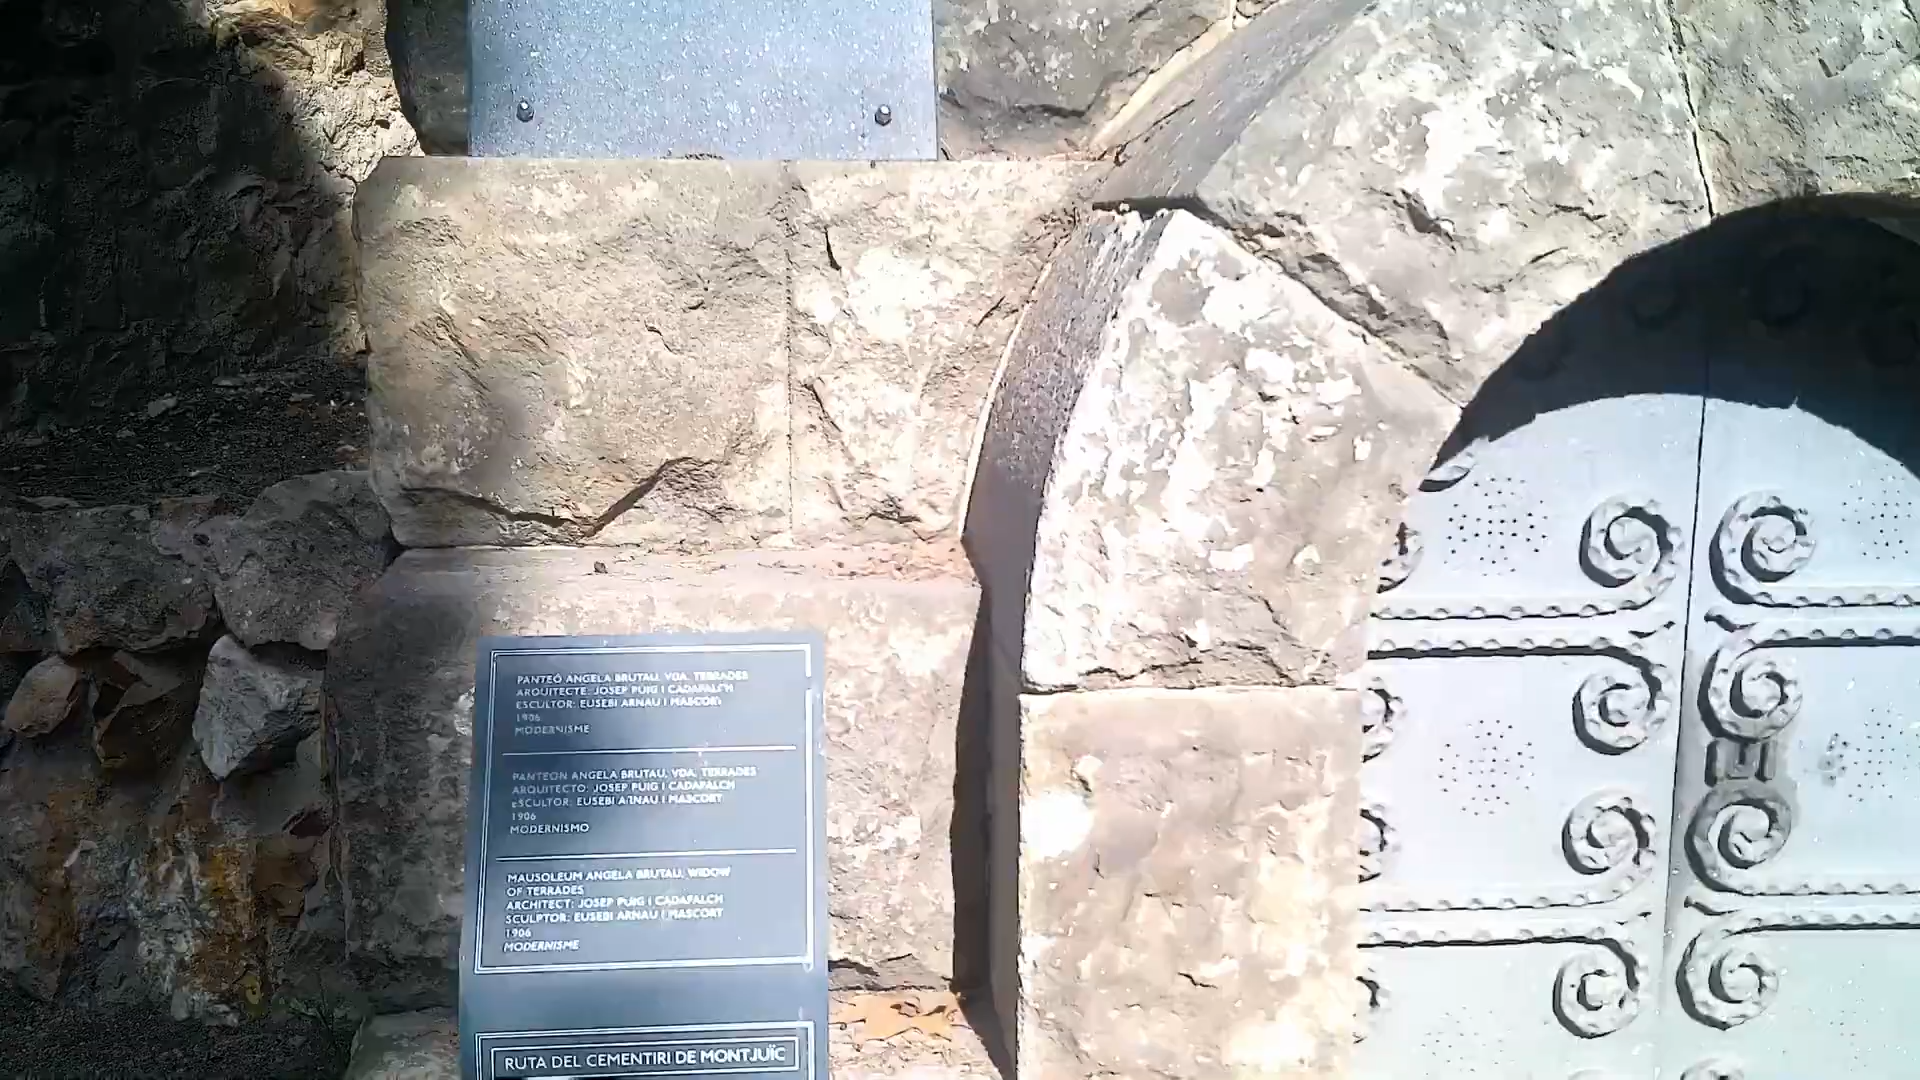 PANTEÓ ANGELA BRUTAU, VDA. TERRADES
ARQUITECTE: JOSEP PUIG I CADAFALCH
ESCULTOR: EUSEBI ARNAU I MASCORT
1906
MODERNISME
PANTEON ANGELA BRUTAU, VDA. TERRADES
ARQUITECTO: JOSEP PUIG I CADAFALCH
ESCULTOR: EUSEBI ARNAU I MASCORT
1906
MODERNISMO
MAUSOLEUM ANGELA BRUTAU, WIDOW
OF TERRADES
ARCHITECT: JOSEP PUIG I CADAFALCH
SCULPTOR: EUSEBI ARNAU I MASCORT
1906
MODERNISME
RUTA DEL CEMENTIRI DE MONTJUÏC